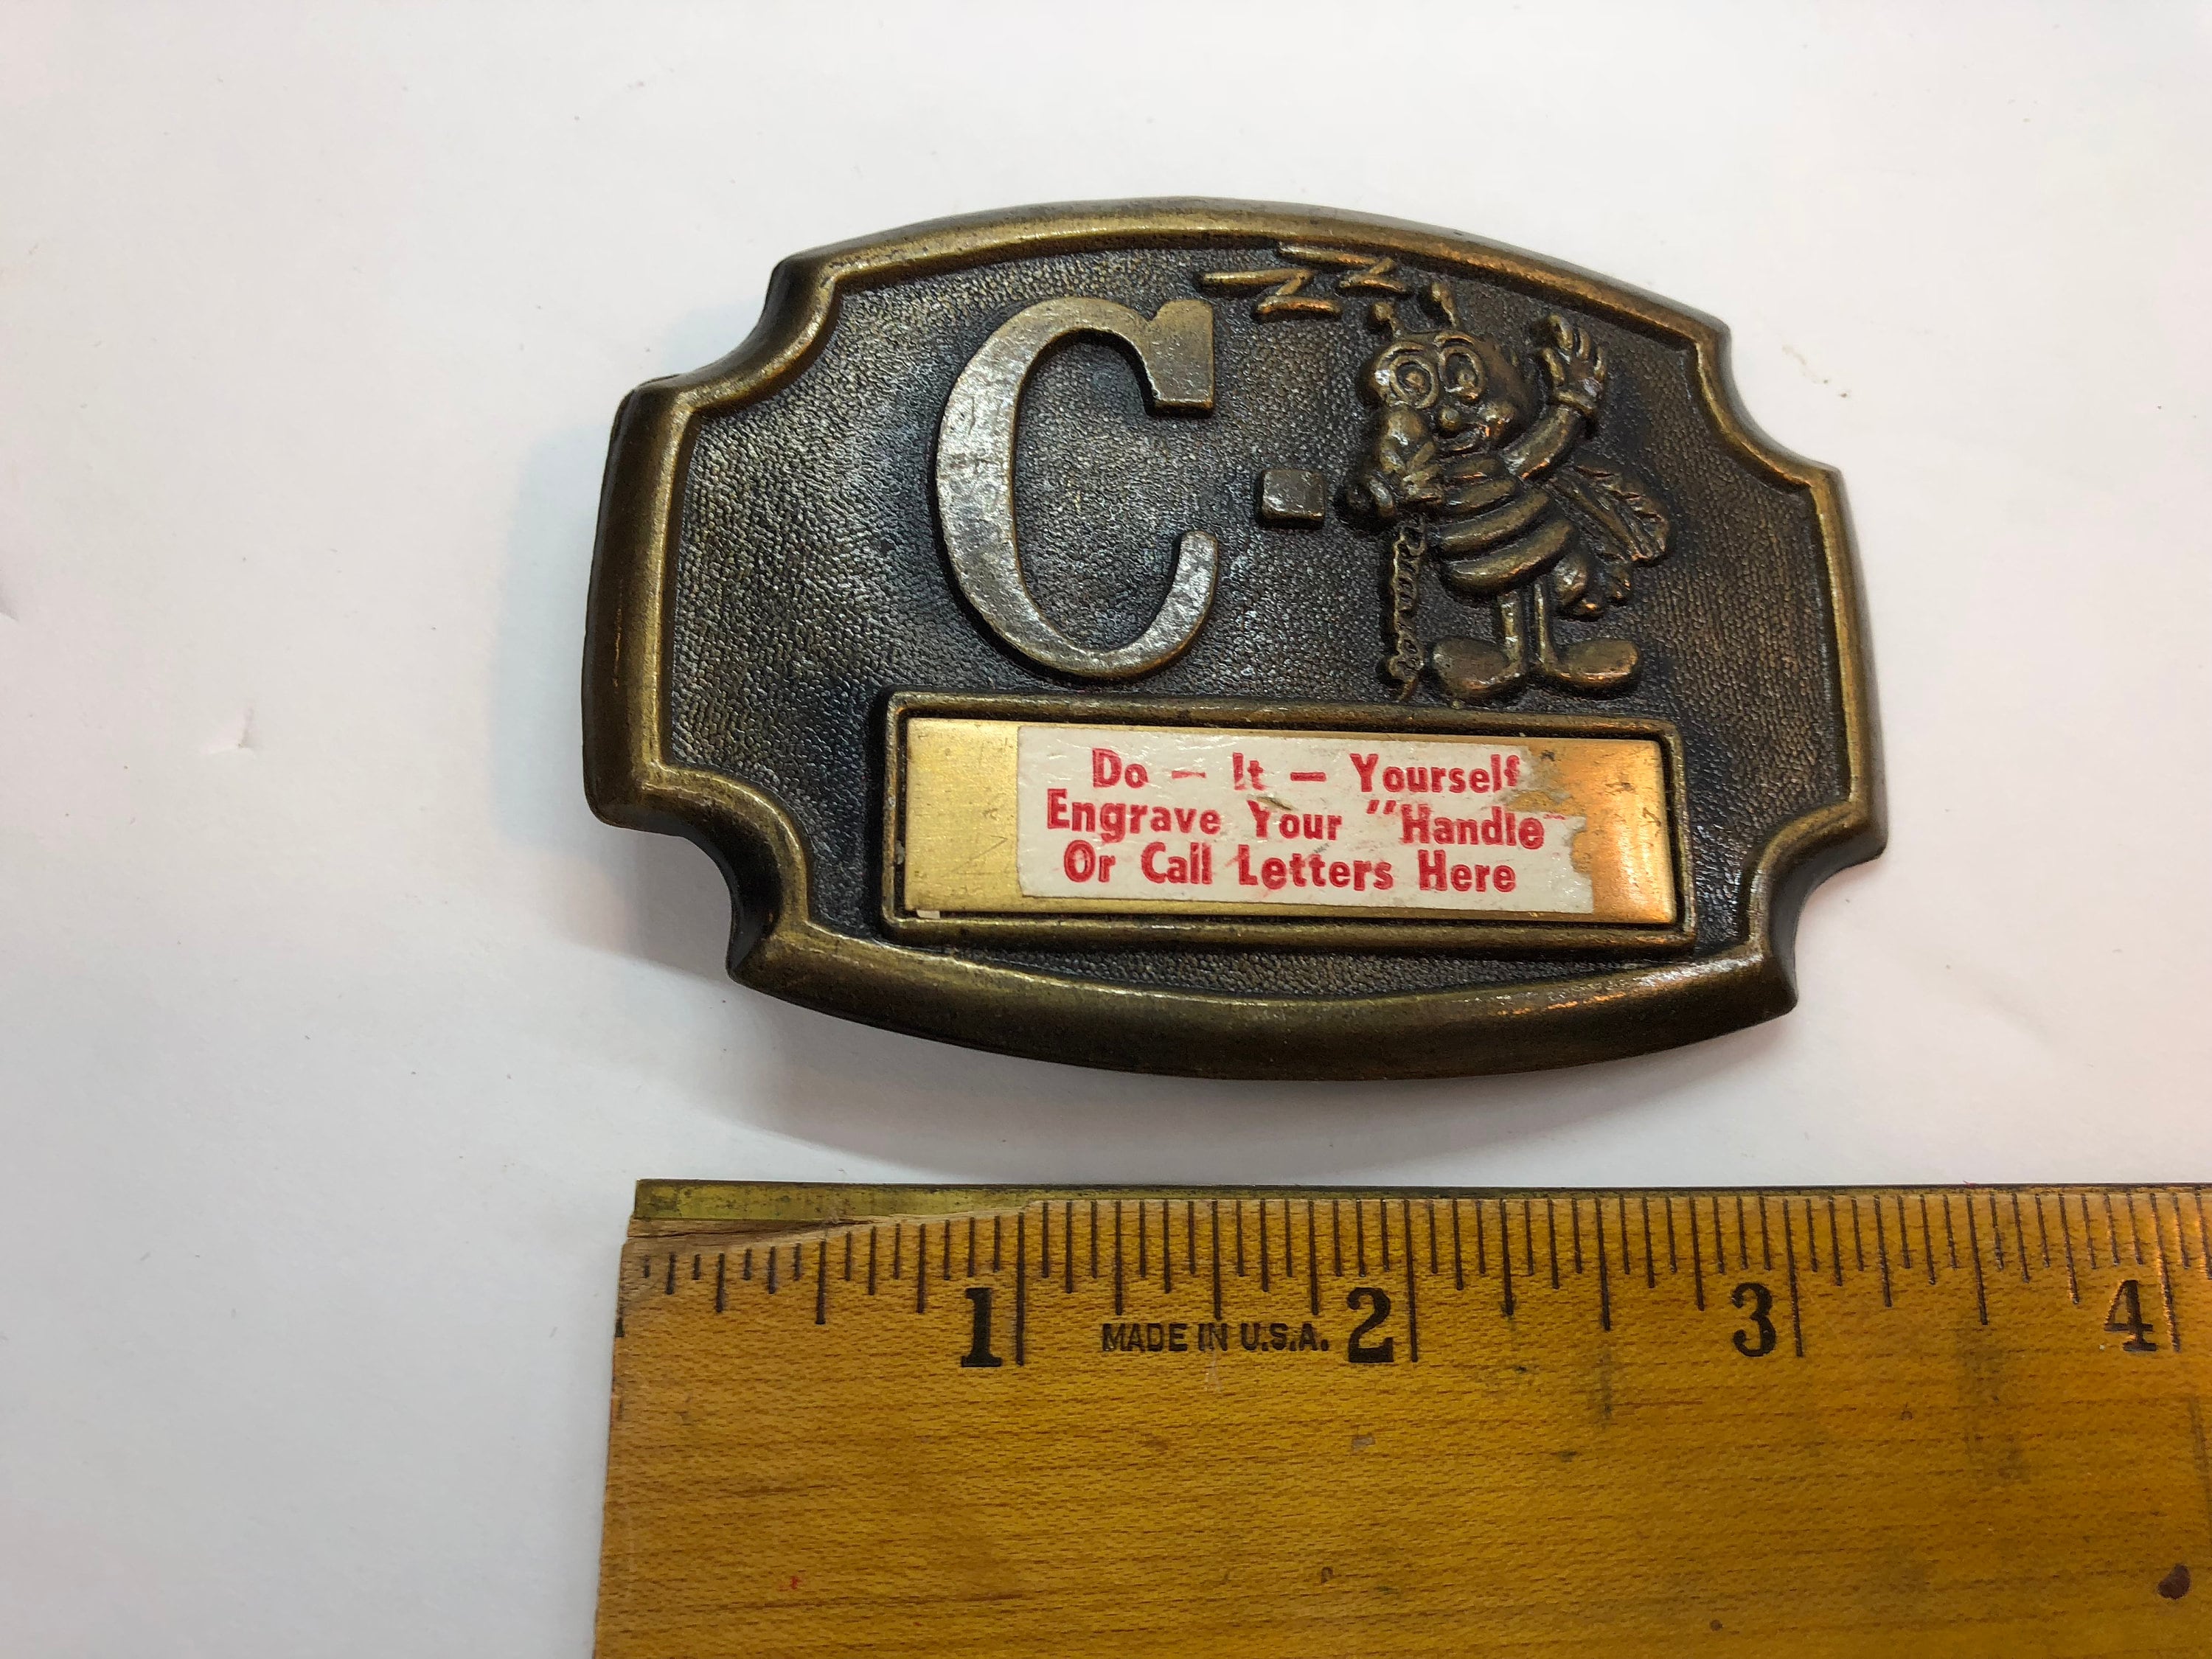 C.
Do - It - Yourself
Engrave Your "Handle"
Or Call Letters Here
1 2 3 4
MADE IN U.S.A.